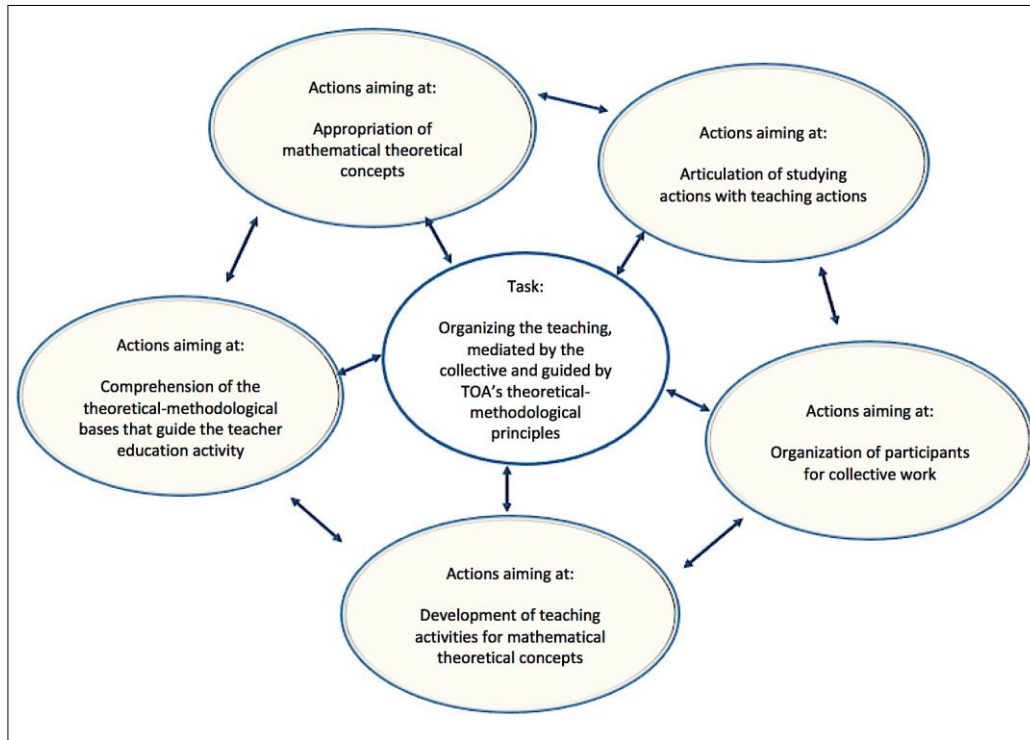 Actions aiming at:
Appropriation of
mathematical theoretical
concepts
Actions aiming at:
Articulation of studying
actions with teaching actions
Task:
Organizing the teaching,
mediated by the
collective and guided by
TOA's theoretical-
methodological
principles
Actions aiming at:
Comprehension of the
theoretical-methodological
bases that guide the teacher
education activity
Actions aiming at:
Organization of participants
for collective work
Actions aiming at:
Development of teaching
activities for mathematical
theoretical concepts